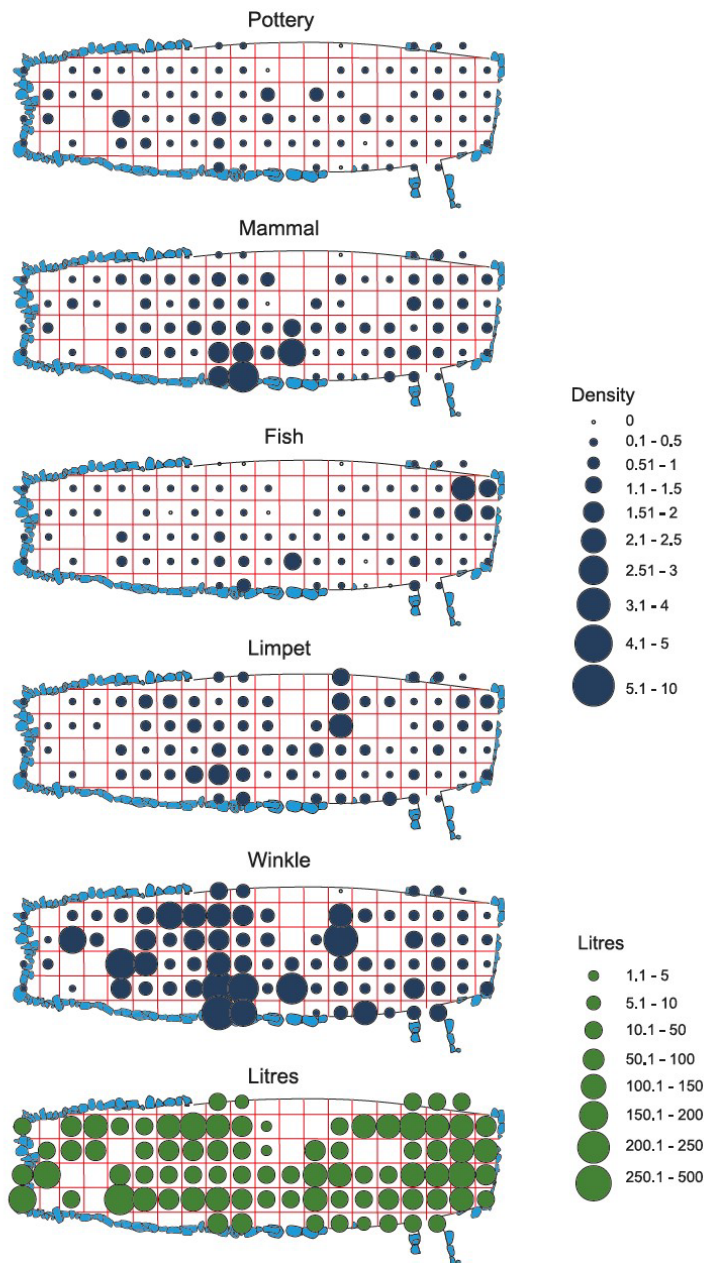 Pottery
Mammal
Fish
Limpet
Winkle
Litres
Density
0
0.1 - 0.5
0.51 - 1
1.1 - 1.5
1.51 - 2
2.1 - 2.5
2.51 - 3
3.1 - 4
4.1 - 5
5.1 - 10
Litres
1.1 - 5
5.1 - 10
10.1 - 50
50.1 - 100
100.1 - 150
150.1 - 200
200.1 - 250
250.1 - 500